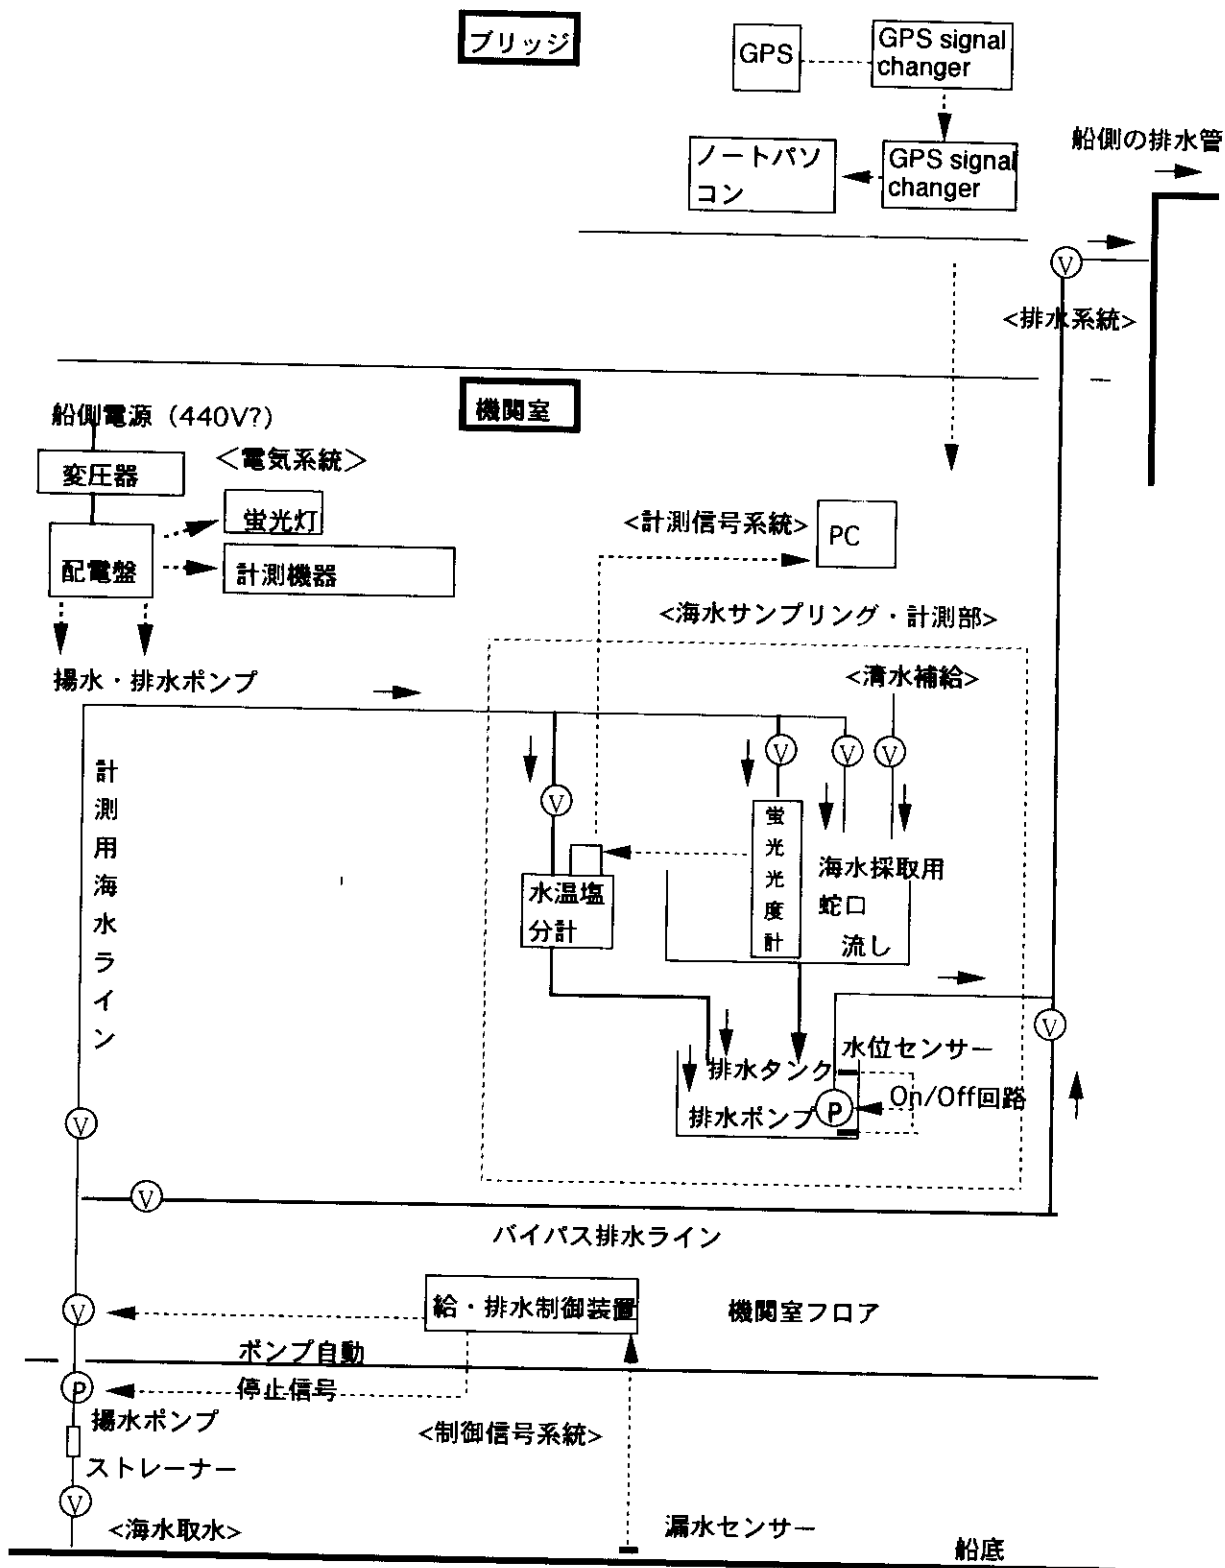 ブリッジ
GPS
GPS signal
changer
船側の排水管
ノートパソ
コン
GPS signal
changer
V
<排水系統>
機関室
船側電源（440V?）
変圧器
＜電気系統＞
蛍光灯
配電盤
計測機器
<計測信号系統>
PC
<海水サンプリング・計測部>
揚水・排水ポンプ
<清水補給>
計測用海水ライン
V
V
V
V
蛍光光度計
水温塩
分計
海水採取用
蛇口
流し
V
水位センサー
排水タンク
On/Off回路
排水ポンプ
P
V
V
バイパス排水ライン
給・排水制御装置
機関室フロア
V
ポンプ自動
停止信号
P
揚水ポンプ
<制御信号系統>
ストレーナー
V
<海水取水>
漏水センサー
船底